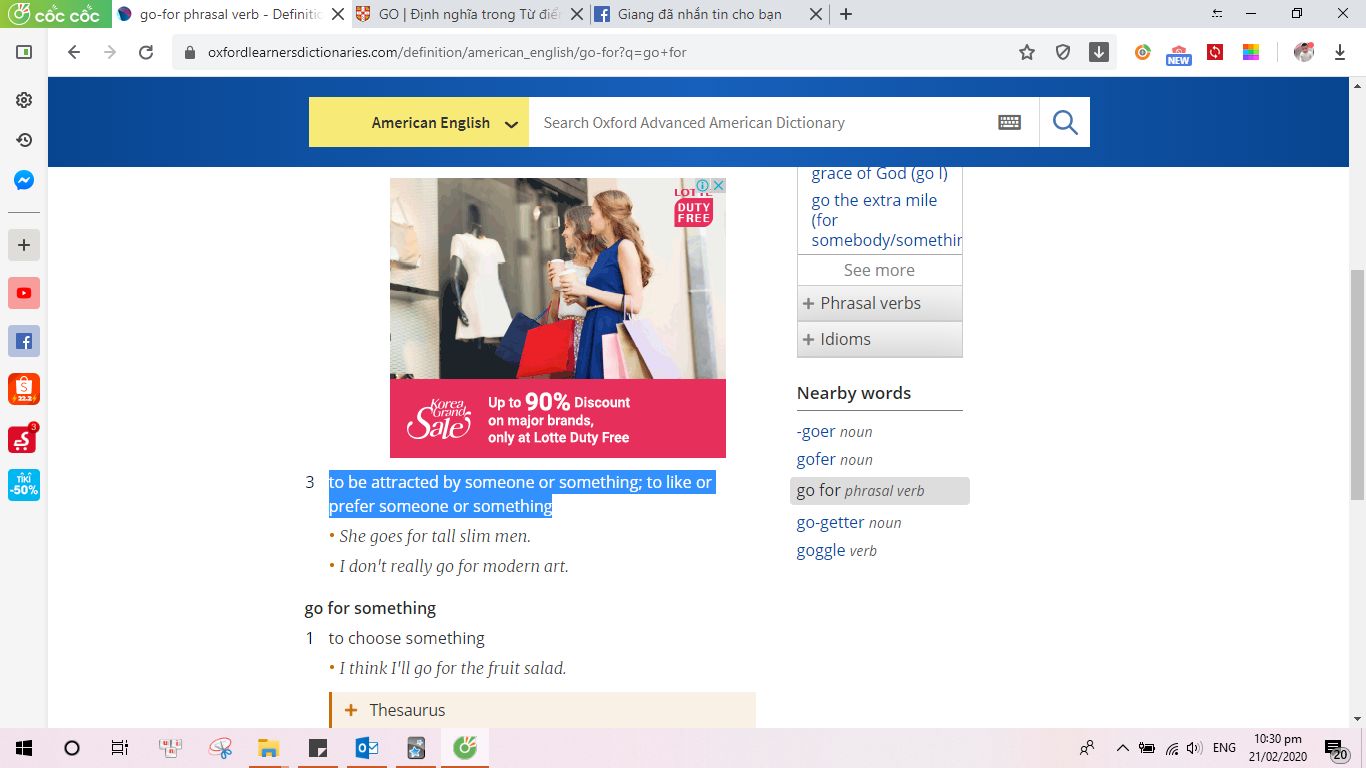 CỐC CỐC
go-for phrasal verb - Definitio
GO | Định nghĩa trong Từ điển
Giang đã nhắn tin cho bạn
oxfordlearnersdictionaries.com/definition/american_english/go-for?q=go+for
NEW
American English
Search Oxford Advanced American Dictionary
LOTTE
DUTY
FREE
Korea
Grand
Sale
Up to 90% Discount
on major brands,
only at Lotte Duty Free
3 to be attracted by someone or something; to like or
prefer someone or something
• She goes for tall slim men.
• I don't really go for modern art.
go for something
1 to choose something
• I think I'll go for the fruit salad.
+ Thesaurus
grace of God (go I)
go the extra mile
(for
somebody/somethin
See more
+ Phrasal verbs
+ Idioms
Nearby words
-goer noun
gofer noun
go for phrasal verb
go-getter noun
goggle verb
22.2
3
TIKI
-50%
ENG
10:30 pm
21/02/2020
20